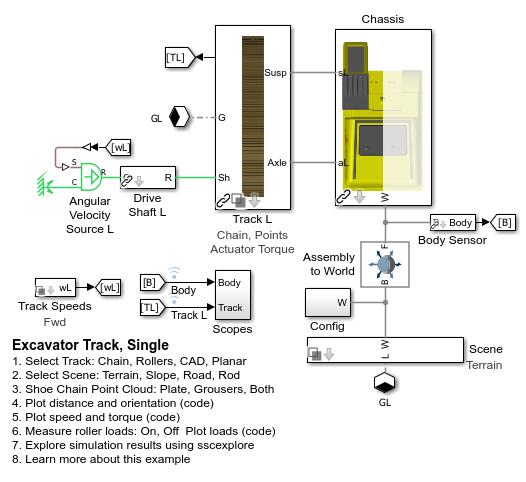 Chassis
[TL]
Susp
sL
GL
G
[wL]
S
C
R
R
Sh
Axle
aL
Angular
Velocity
Source L
Drive
Shaft L
Track L
Chain, Points
Actuator Torque
W
Body
[B]
Body Sensor
F
Assembly
to World
B
wL
[wL]
Track Speeds
Fwd
[B]
Body
Body
[TL]
Track L
Track
Scopes
W
Config
W
L
Scene
Terrain
GL
Excavator Track, Single
1. Select Track: Chain, Rollers, CAD, Planar
2. Select Scene: Terrain, Slope, Road, Rod
3. Shoe Chain Point Cloud: Plate, Grousers, Both
4. Plot distance and orientation (code)
5. Plot speed and torque (code)
6. Measure roller loads: On, Off  Plot loads (code)
7. Explore simulation results using sscexplore
8. Learn more about this example